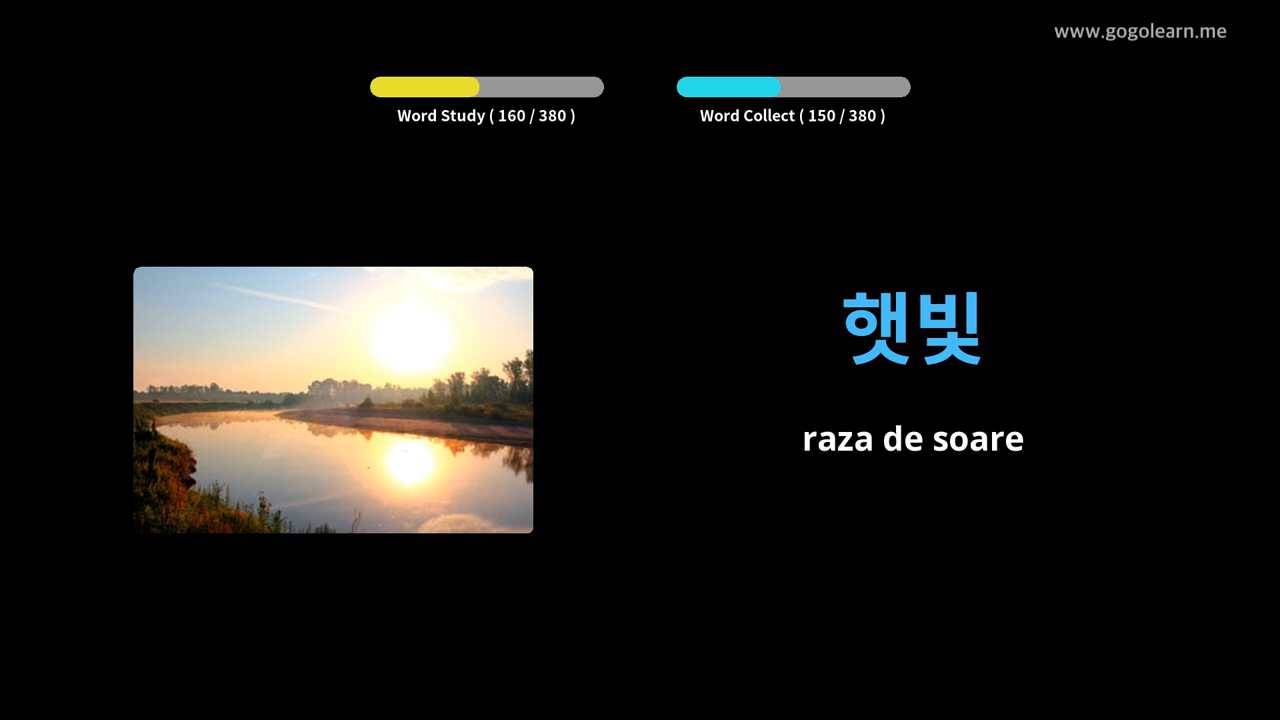 www.gogolearn.me
Word Study ( 160 / 380 )
Word Collect ( 150 / 380 )
햇빛
raza de soare